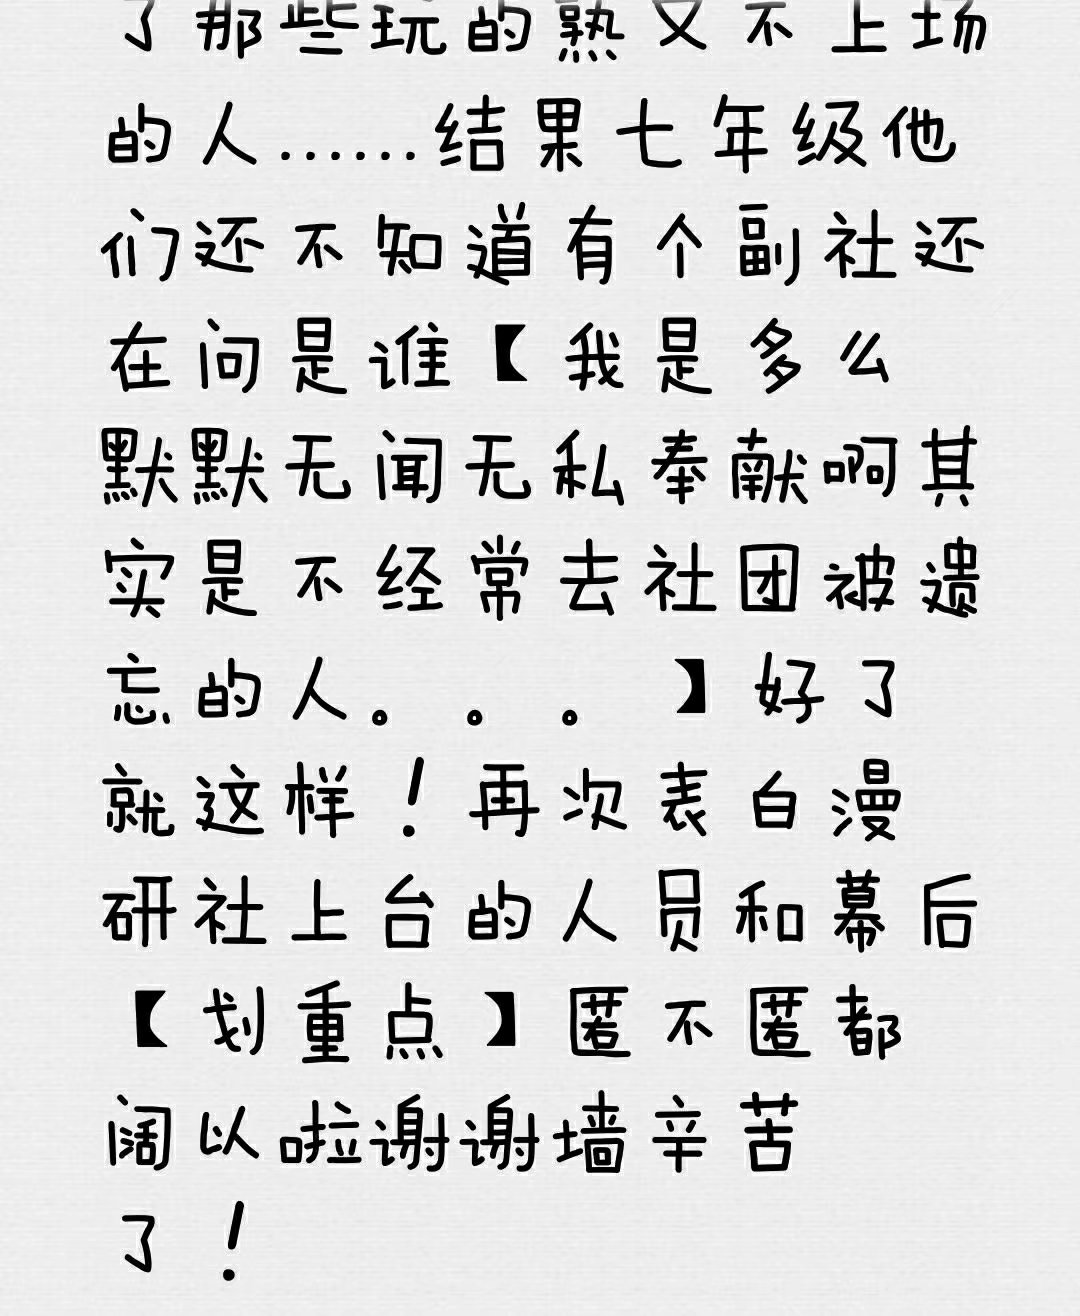 了那些玩的熟又不上场
的人……结果七年级他
们还不知道有个副社还
在问是谁【我是多么
默默无闻无私奉献啊其
实是不经常去社团被遗
忘的人。。。】好了
就这样！再次表白漫
研社上台的人员和幕后
【划重点】匿不匿都
阔以啦谢谢墙辛苦
了！